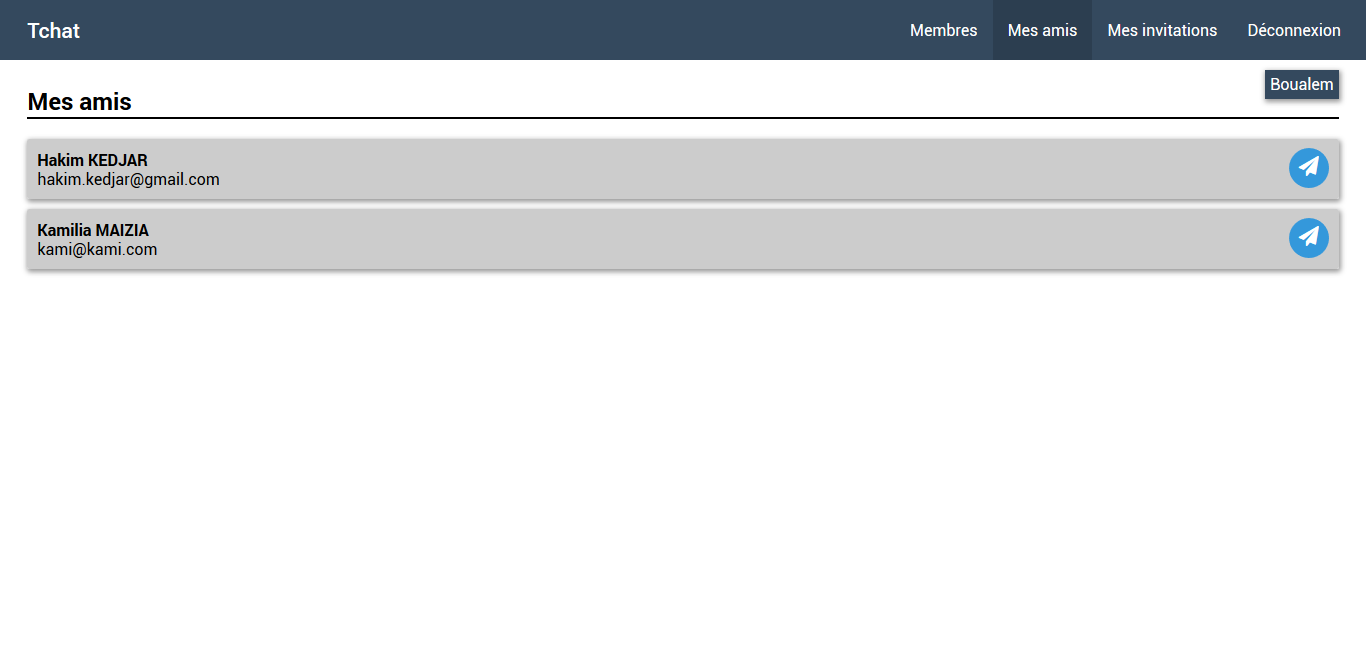 Tchat
Membres Mes amis Mes invitations Déconnexion
Boualem
Mes amis
Hakim KEDJAR
hakim.kedjar@gmail.com
Kamilia MAIZIA
kami@kami.com